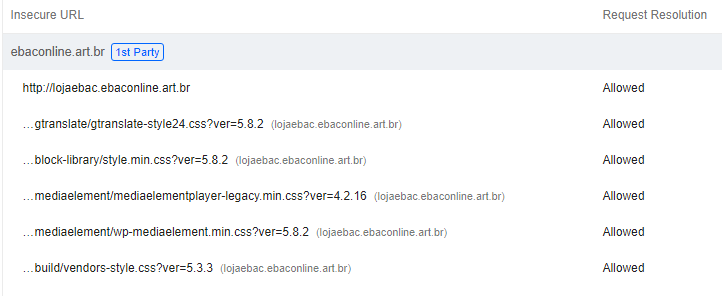 Insecure URL Request Resolution
ebaconline.art.br 1st Party
http://lojaebac.ebaconline.art.br Allowed
...gtranslate/gtranslate-style24.css?ver=5.8.2 (lojaebac.ebaconline.art.br) Allowed
...block-library/style.min.css?ver=5.8.2 (lojaebac.ebaconline.art.br) Allowed
...mediaelement/mediaelementplayer-legacy.min.css?ver=4.2.16 (lojaebac.ebaconline.art.br) Allowed
...mediaelement/wp-mediaelement.min.css?ver=5.8.2 (lojaebac.ebaconline.art.br) Allowed
...build/vendors-style.css?ver=5.3.3 (lojaebac.ebaconline.art.br) Allowed